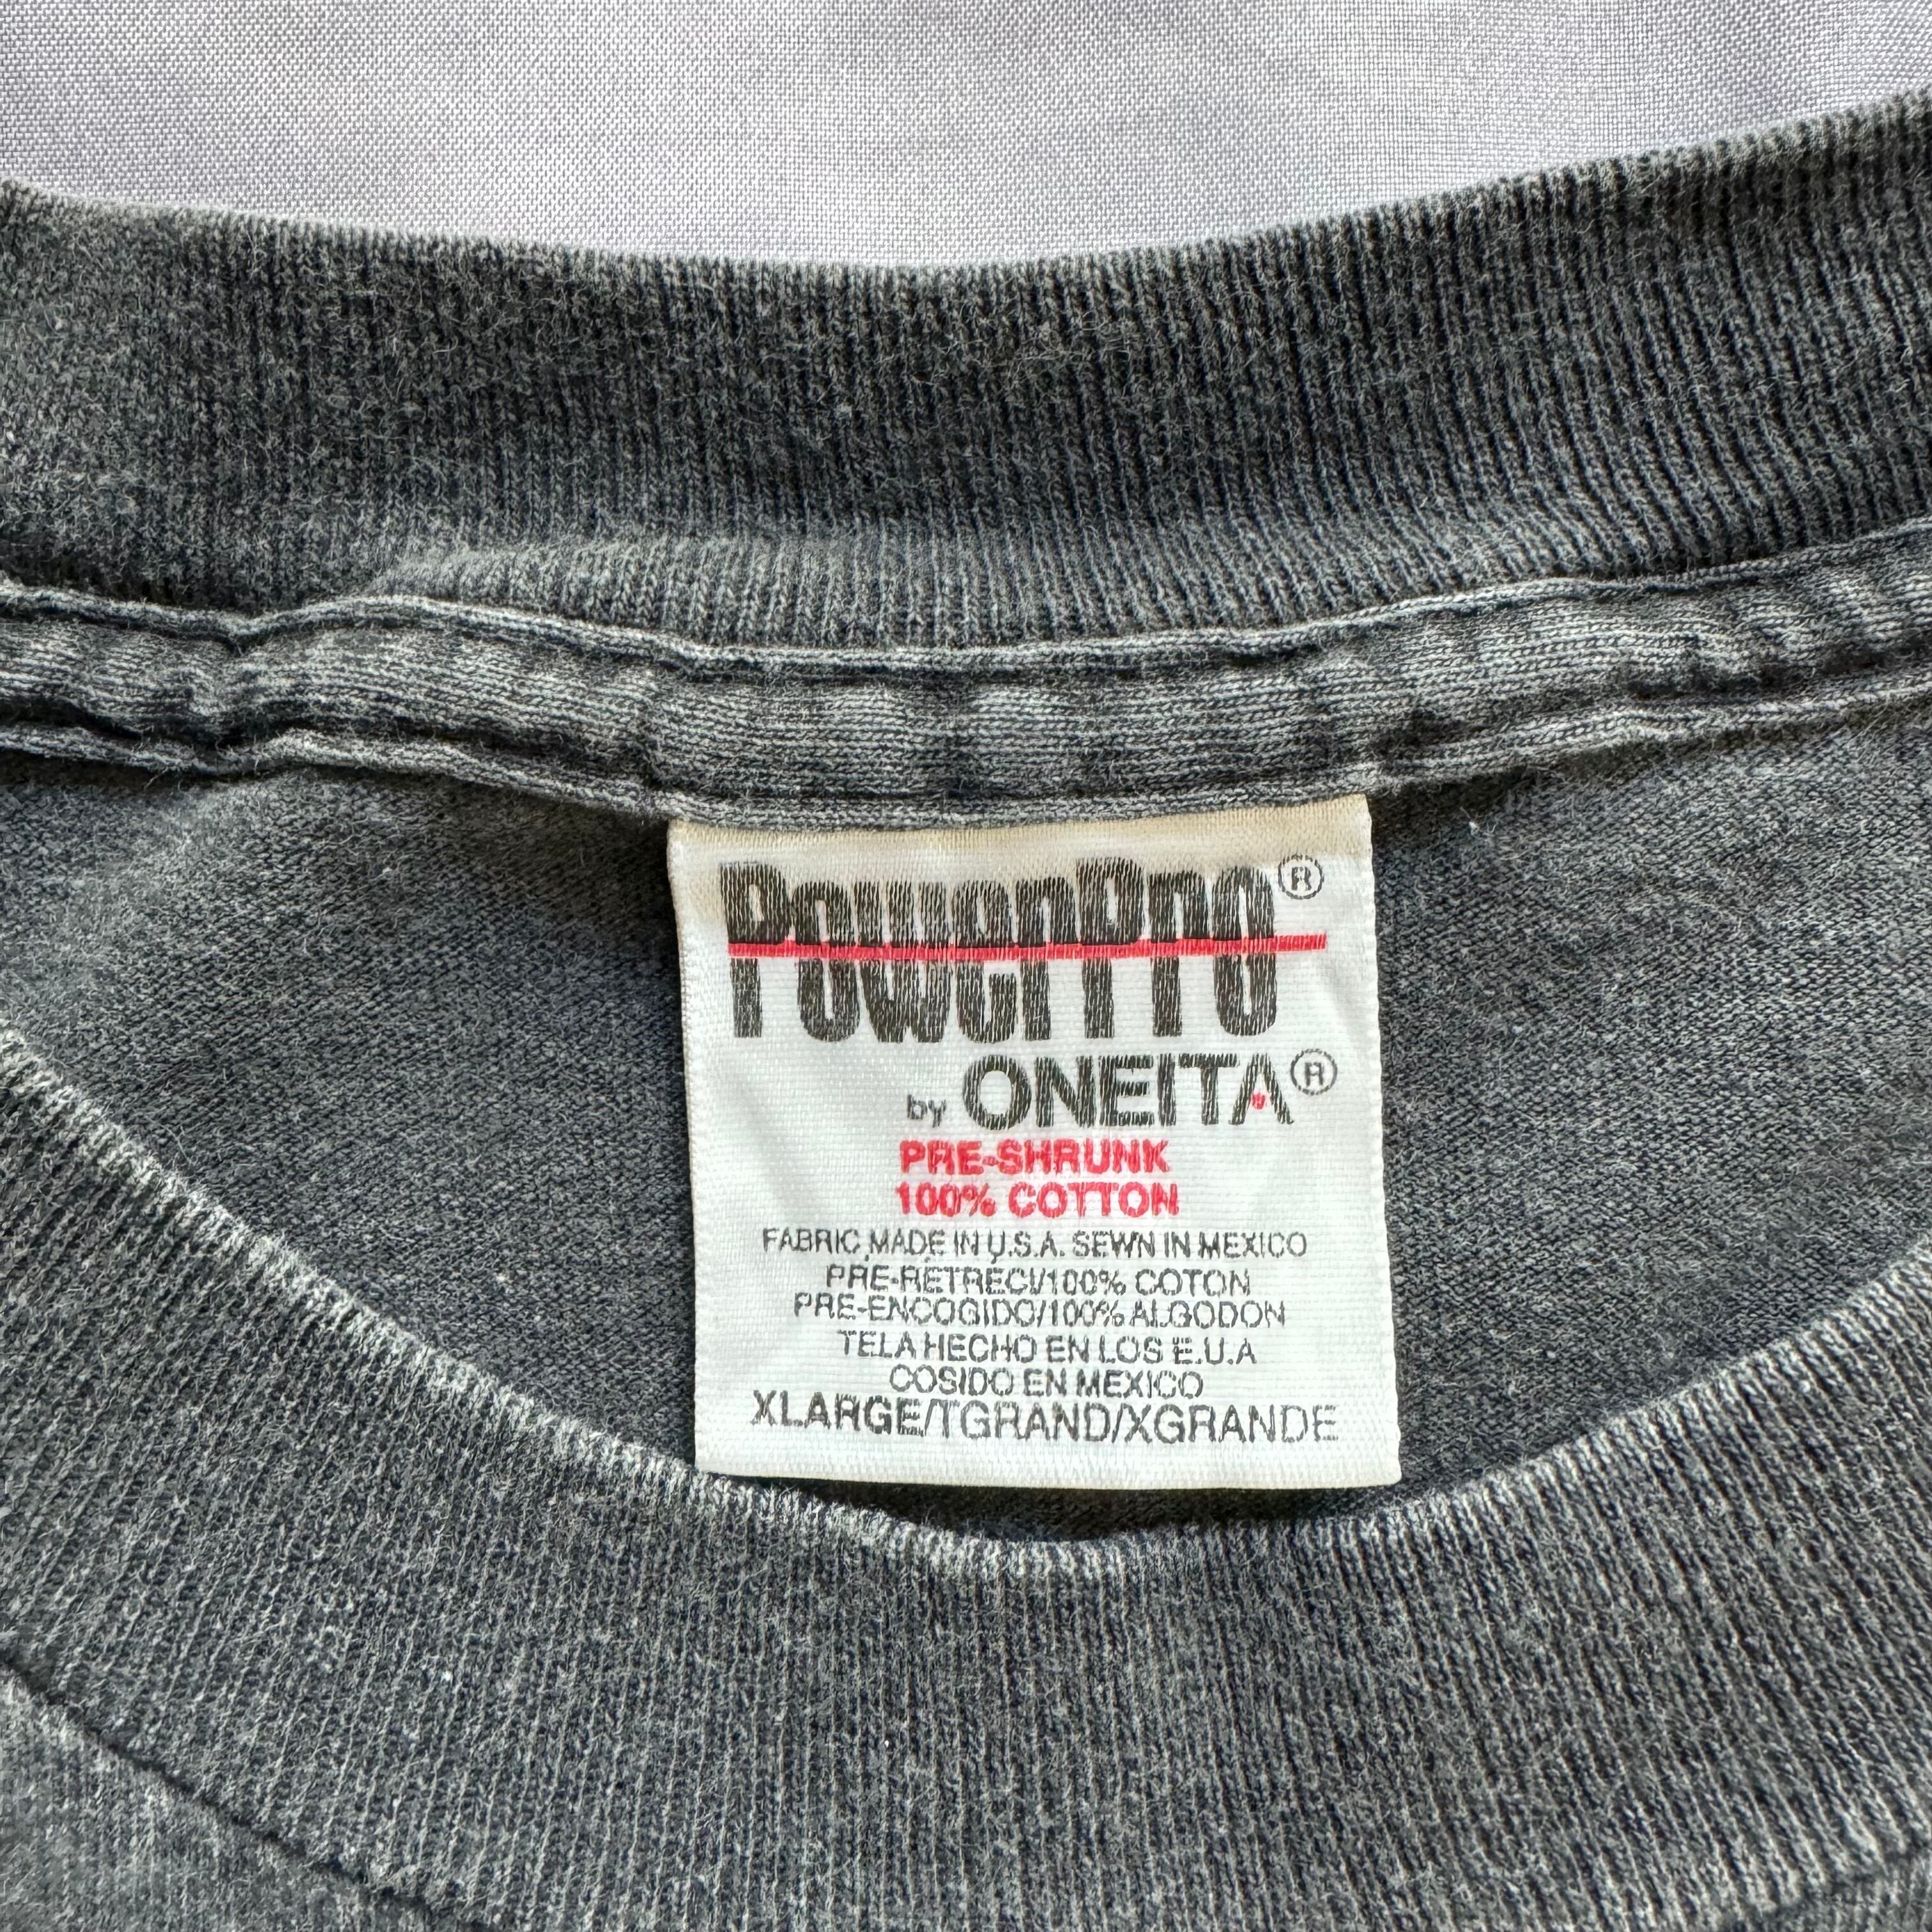 PowerPro®
by ONEITA®
PRE-SHRUNK
100% COTTON
FABRIC MADE IN U.S.A. SEWN IN MEXICO
PRE-RETRECI/100% COTON
PRE-ENCOGIDO/100% ALGODON
TELA HECHO EN LOS E.U.A
COSIDO EN MEXICO
XLARGE/TGRAND/XGRANDE